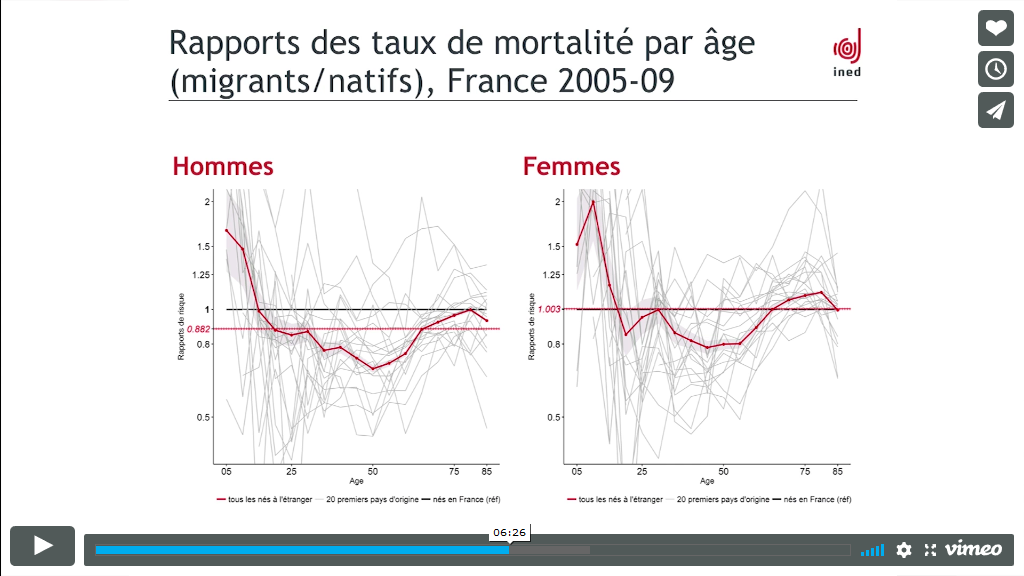 Rapports des taux de mortalité par âge
(migrants/natifs), France 2005-09
ined
Hommes
Femmes
2
1.5
1.25
1
0.882
0.8
0.5
Rapports de risque
05
25
50
75
85
Age
tous les nés à l'étranger
20 premiers pays d'origine
nés en France (réf)
2
1.5
1.25
1.003
0.8
0.5
Rapports de risque
05
25
50
75
85
Age
tous les nés à l'étranger
20 premiers pays d'origine
nés en France (réf)
06:26
vimeo